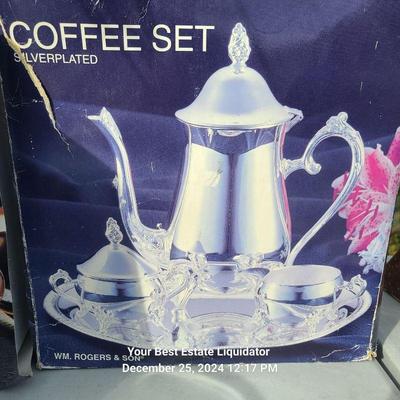 COFFEE SET
SILVERPLATED
WM. ROGERS & SON®
Your Best Estate Liquidator
December 25, 2024 12:17 PM